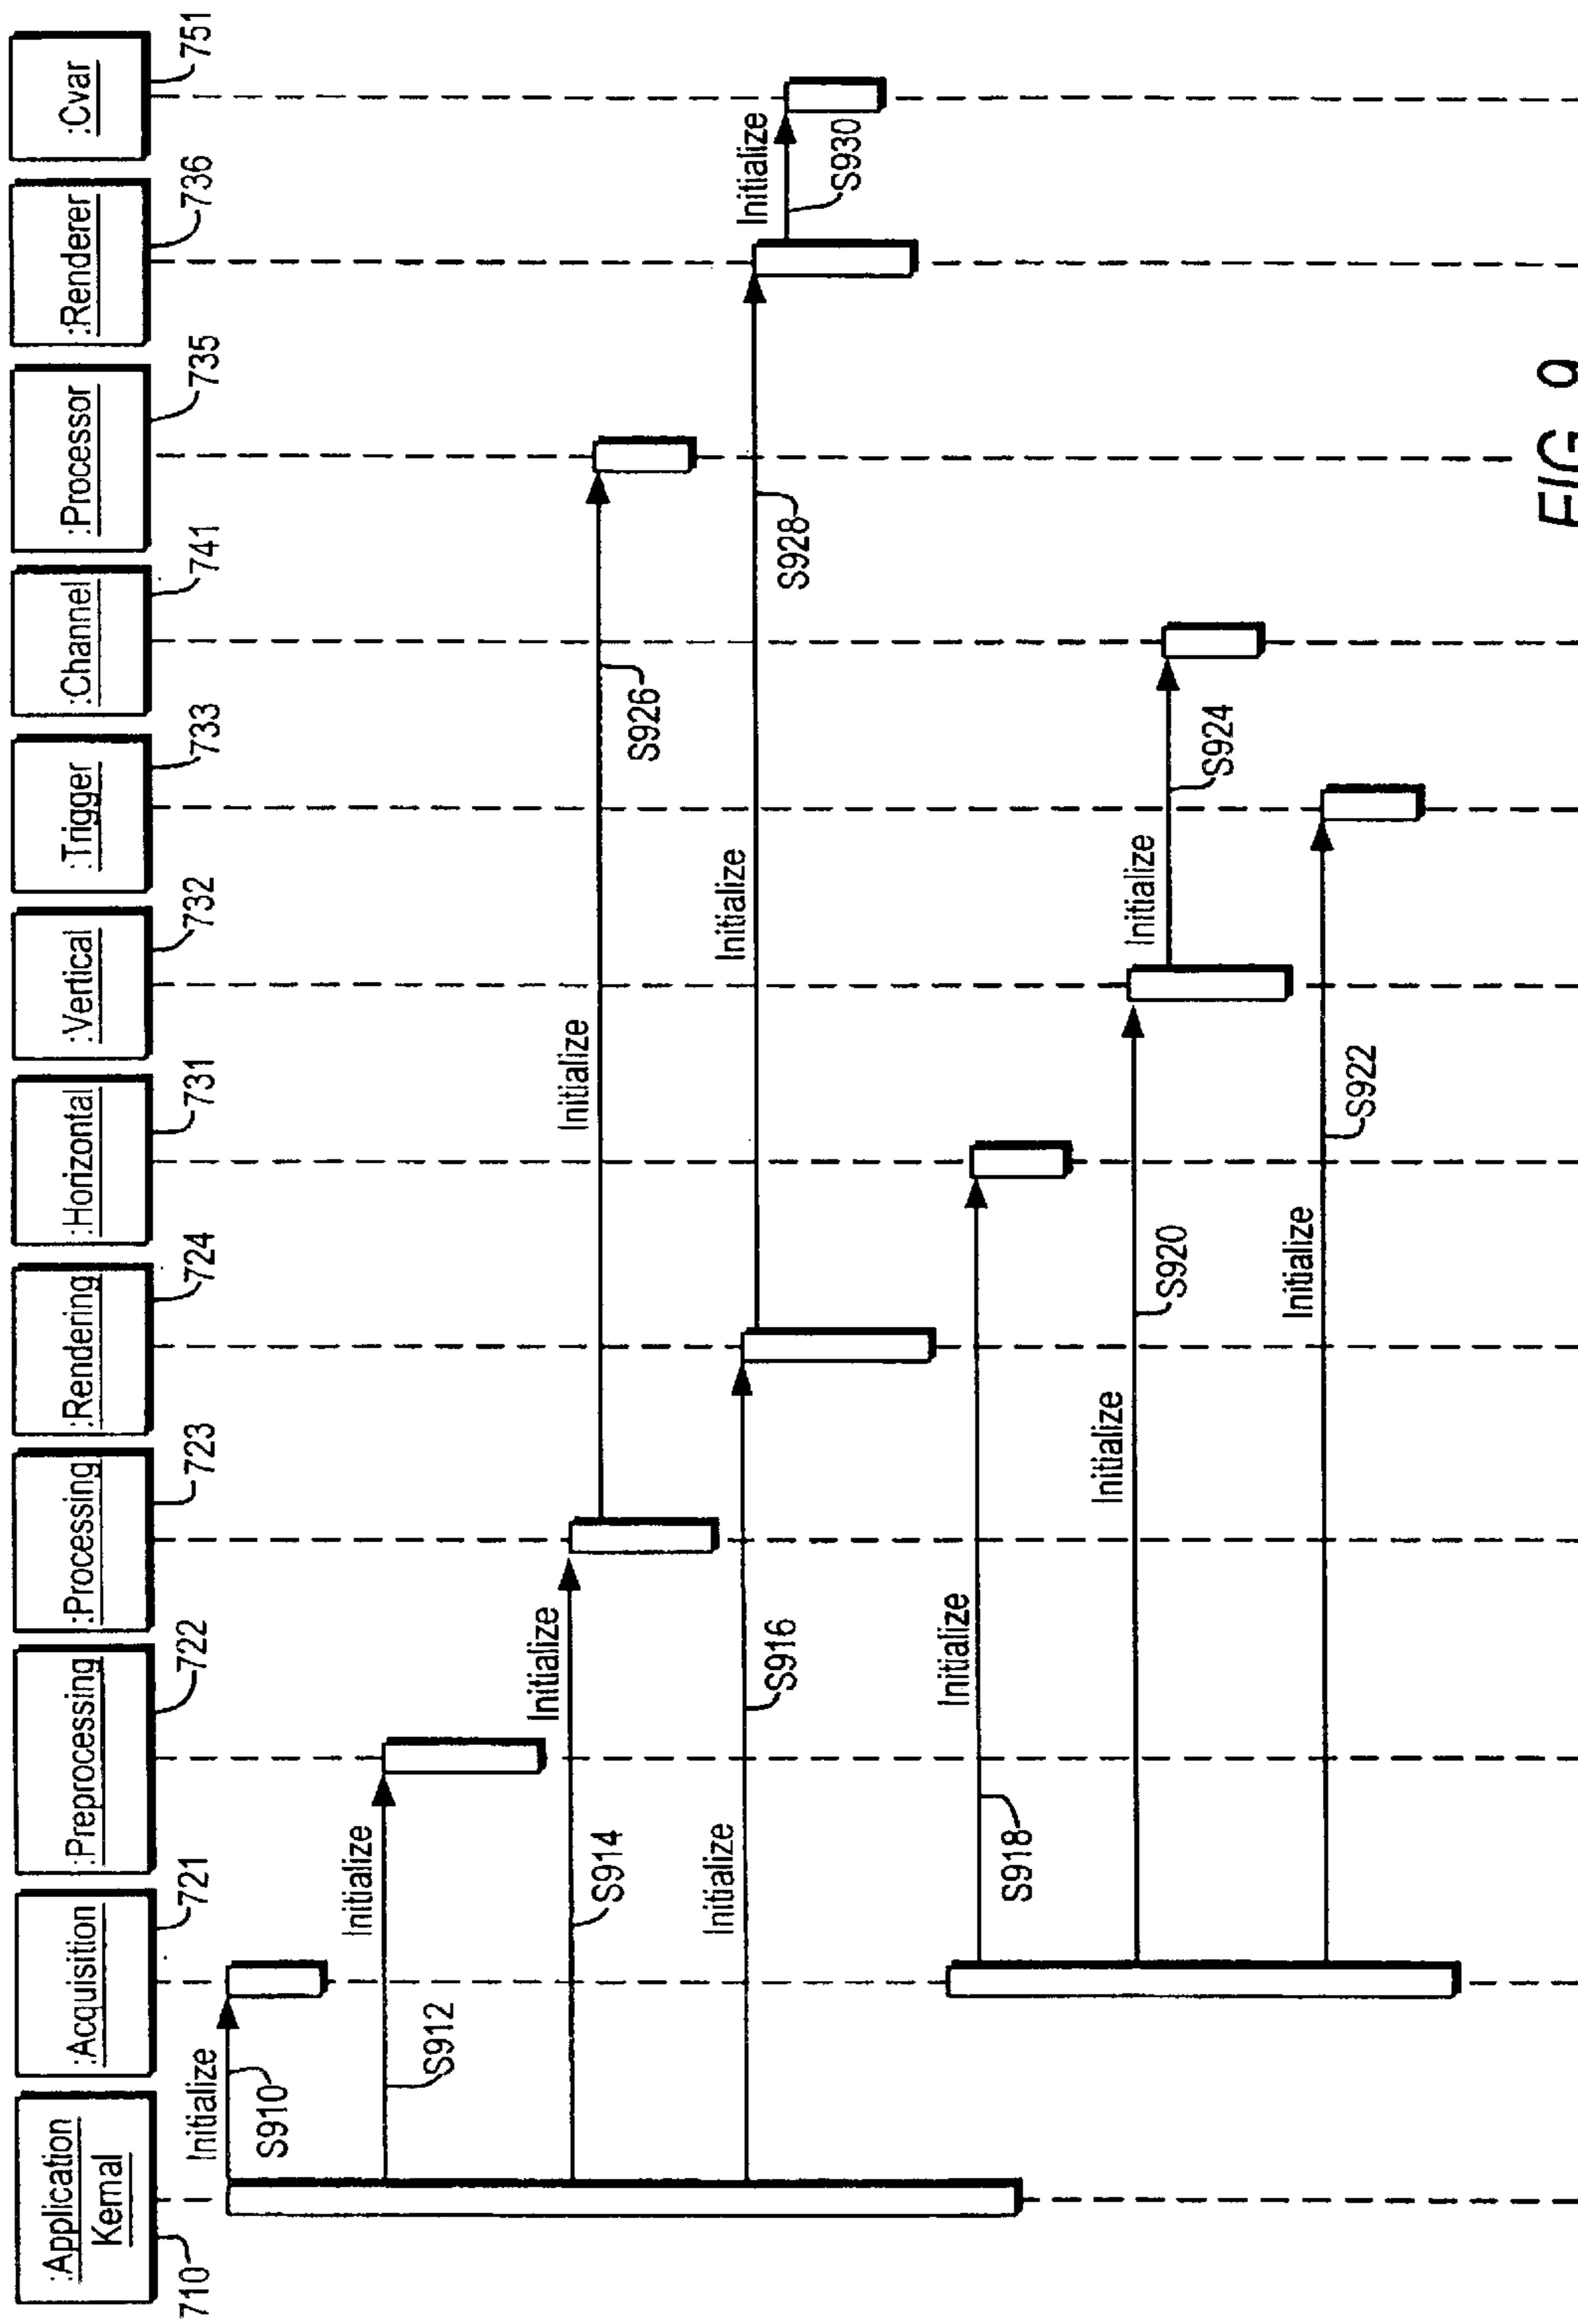 :Application
Kernal
:Acquisition
:Preprocessing
:Processing
:Rendering
:Horizontal
:Vertical
:Trigger
:Channel
:Processor
:Renderer
:Cvar
710
721
722
723
724
731
732
733
741
735
736
751
Initialize
S910
Initialize
S912
Initialize
S914
Initialize
S926
Initialize
S916
Initialize
S928
Initialize
S930
Initialize
S918
Initialize
S920
Initialize
S924
Initialize
S922
FIG. 9